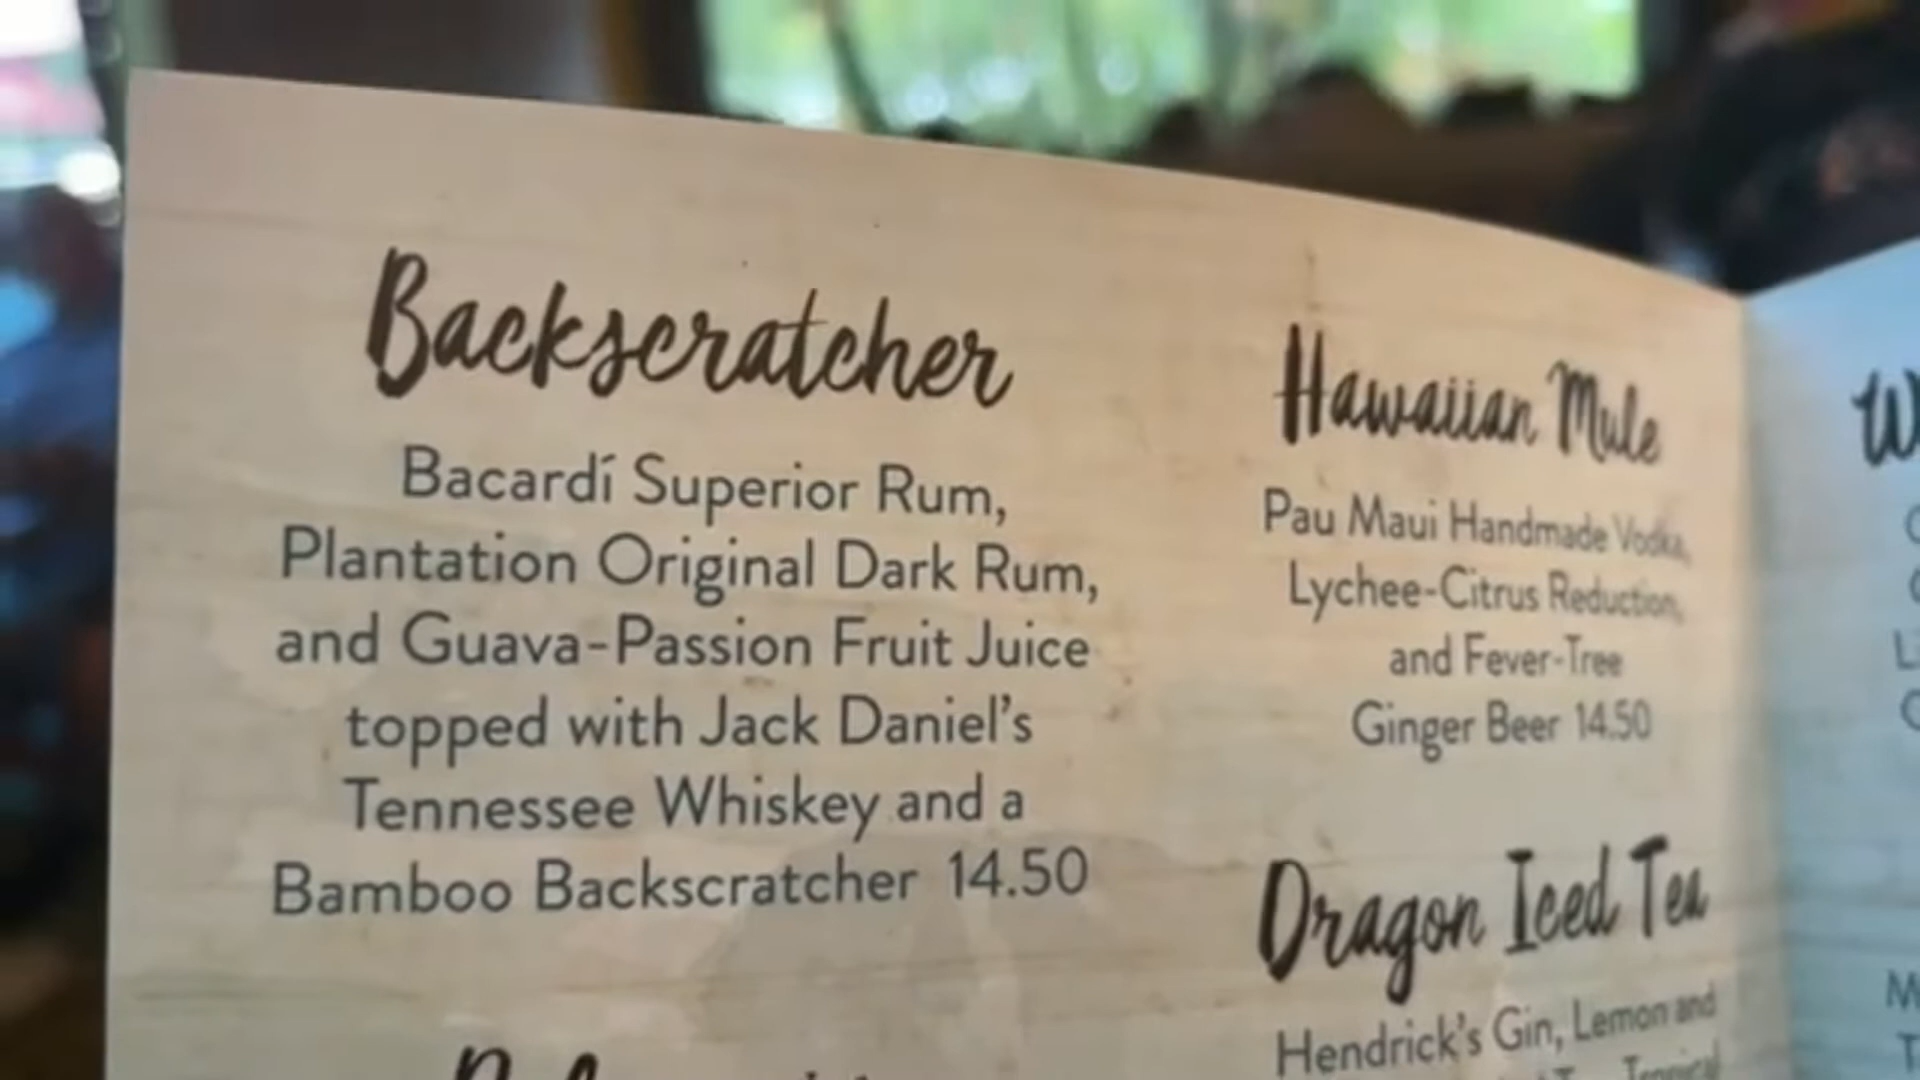 Backscratcher
Bacardí Superior Rum,
Plantation Original Dark Rum,
and Guava-Passion Fruit Juice
topped with Jack Daniel's
Tennessee Whiskey and a
Bamboo Backscratcher 14.50
Hawaiian Mule
Pau Maui Handmade Vodka,
Lychee-Citrus Reduction,
and Fever-Tree
Ginger Beer 14.50
Dragon Iced Tea
Hendrick's Gin, Lemon and
Tropical